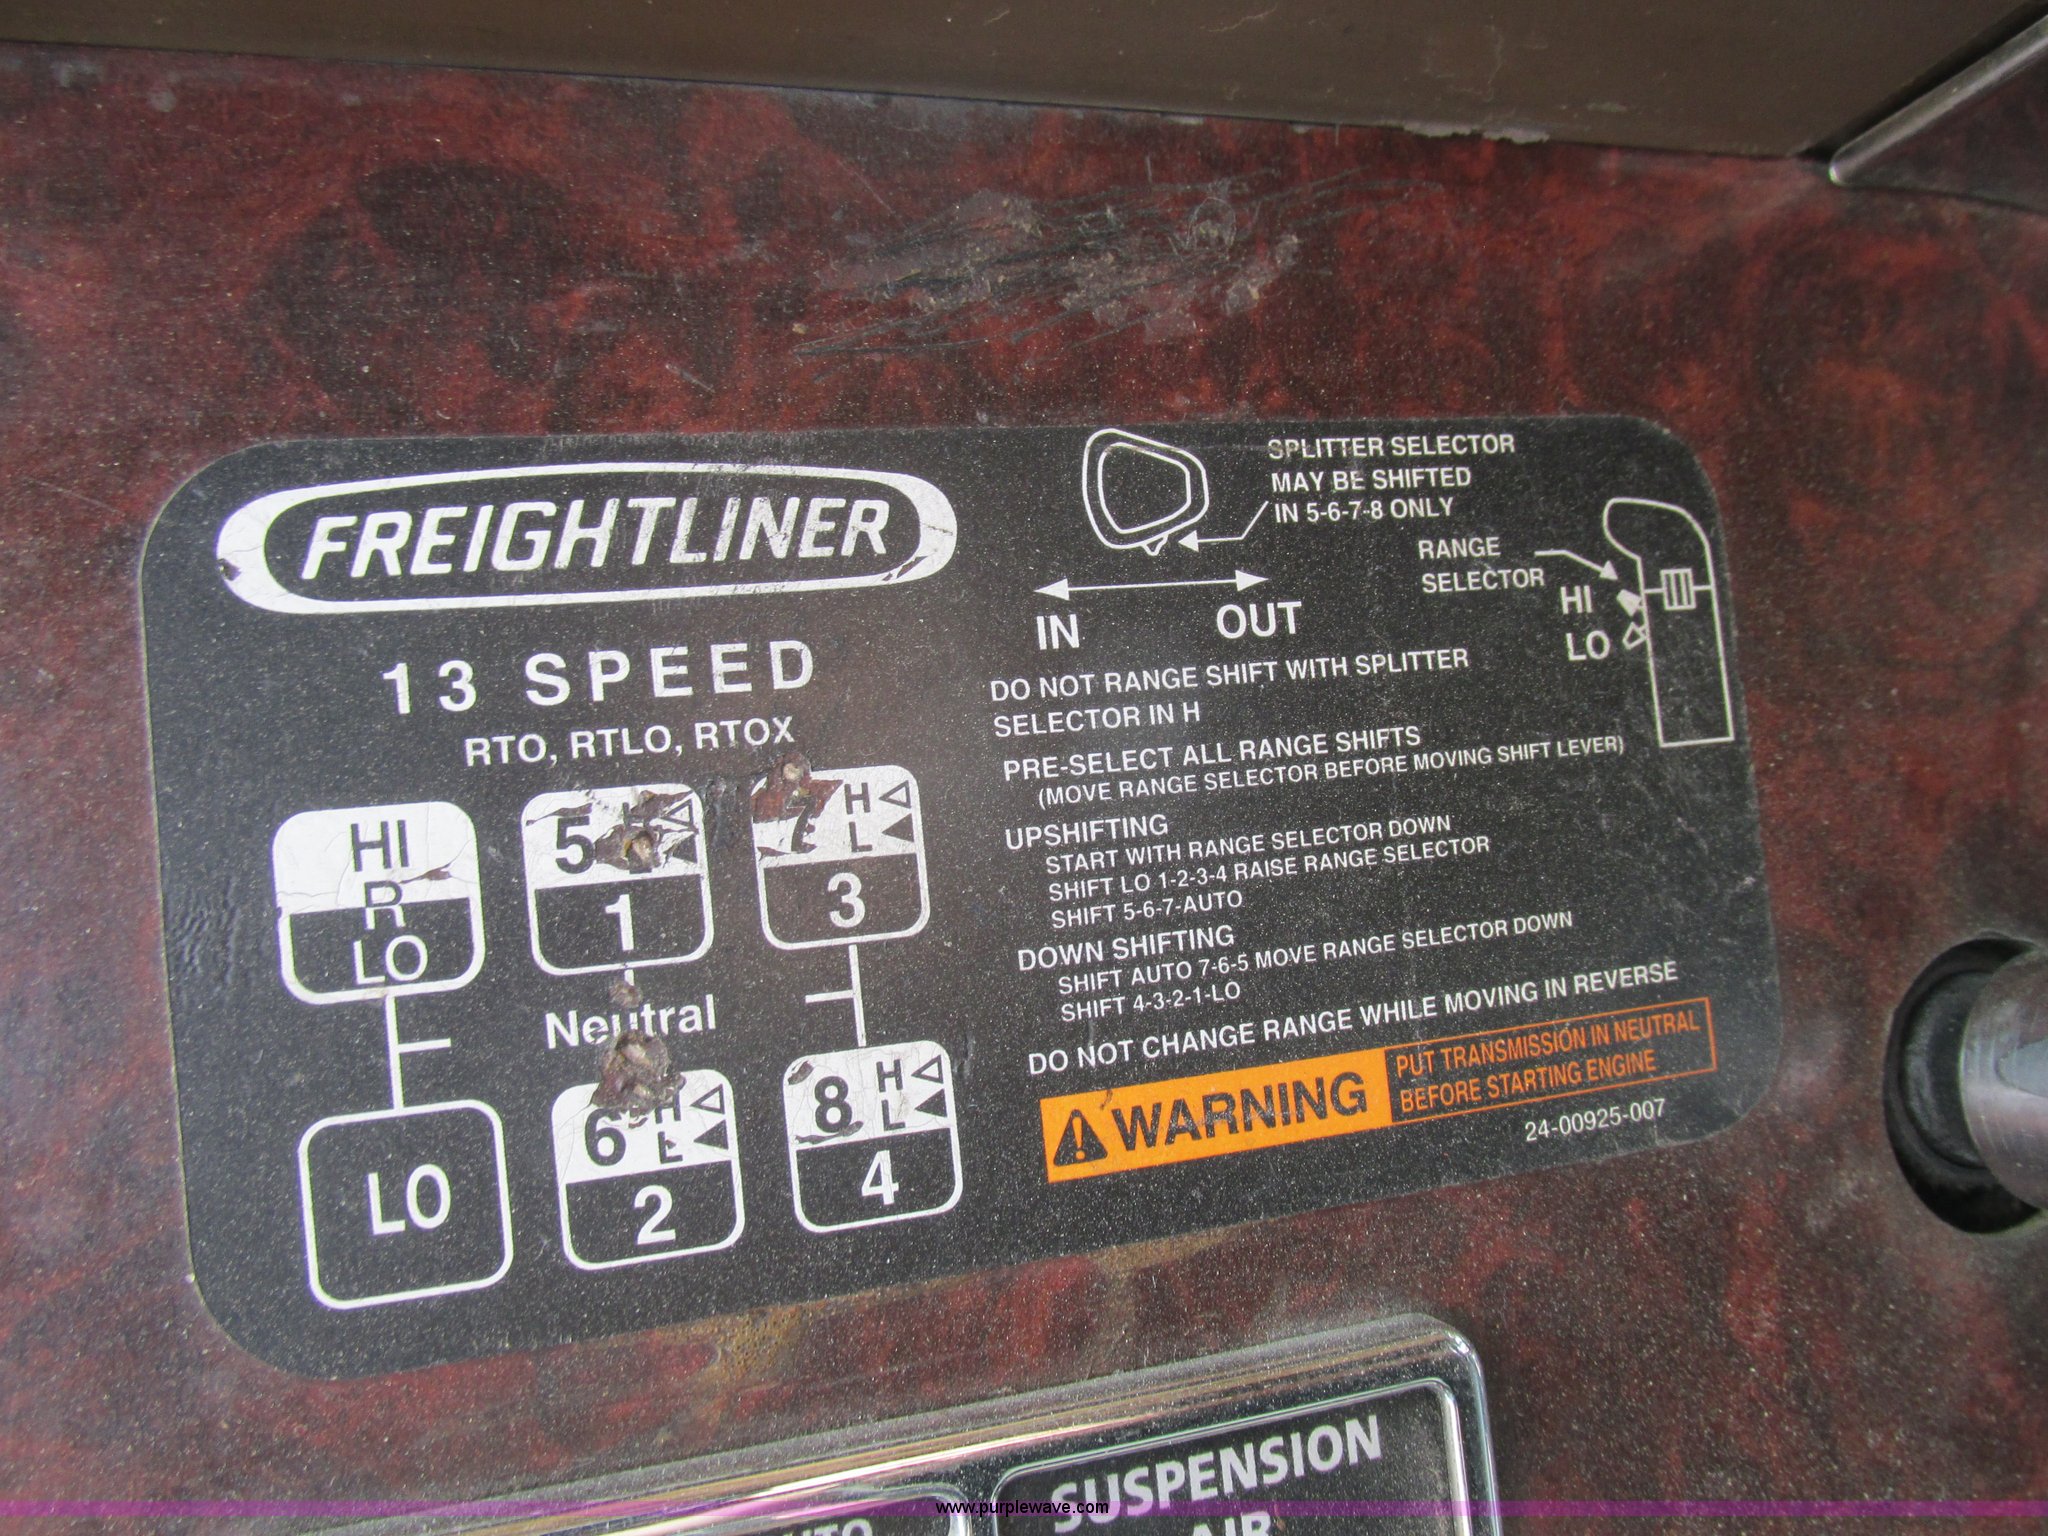 FREIGHTLINER
13 SPEED
RTO, RTLO, RTOX
HI
R
LO
5
1
7 H
L
3
Neutral
LO
6 H
L
2
8 H
L
4
SPLITTER SELECTOR
MAY BE SHIFTED
IN 5-6-7-8 ONLY
IN OUT
RANGE
SELECTOR
HI
LO
DO NOT RANGE SHIFT WITH SPLITTER
SELECTOR IN H
PRE-SELECT ALL RANGE SHIFTS
(MOVE RANGE SELECTOR BEFORE MOVING SHIFT LEVER)
UPSHIFTING
START WITH RANGE SELECTOR DOWN
SHIFT LO 1-2-3-4 RAISE RANGE SELECTOR
SHIFT 5-6-7-AUTO
DOWN SHIFTING
SHIFT AUTO 7-6-5 MOVE RANGE SELECTOR DOWN
SHIFT 4-3-2-1-LO
DO NOT CHANGE RANGE WHILE MOVING IN REVERSE
WARNING
PUT TRANSMISSION IN NEUTRAL
BEFORE STARTING ENGINE
24-00925-007
SUSPENSION
AIR
www.purplewave.com